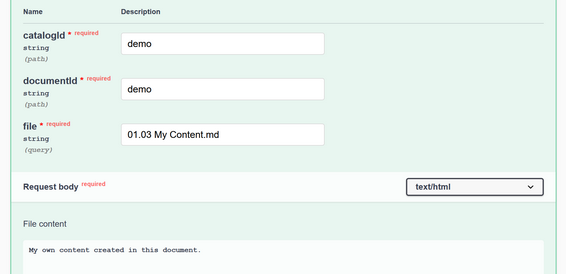 Name Description
catalogId * required
string
(path)
demo
documentId * required
string
(path)
demo
file * required
string
(query)
01.03 My Content.md
Request body required
text/html
File content
My own content created in this document.